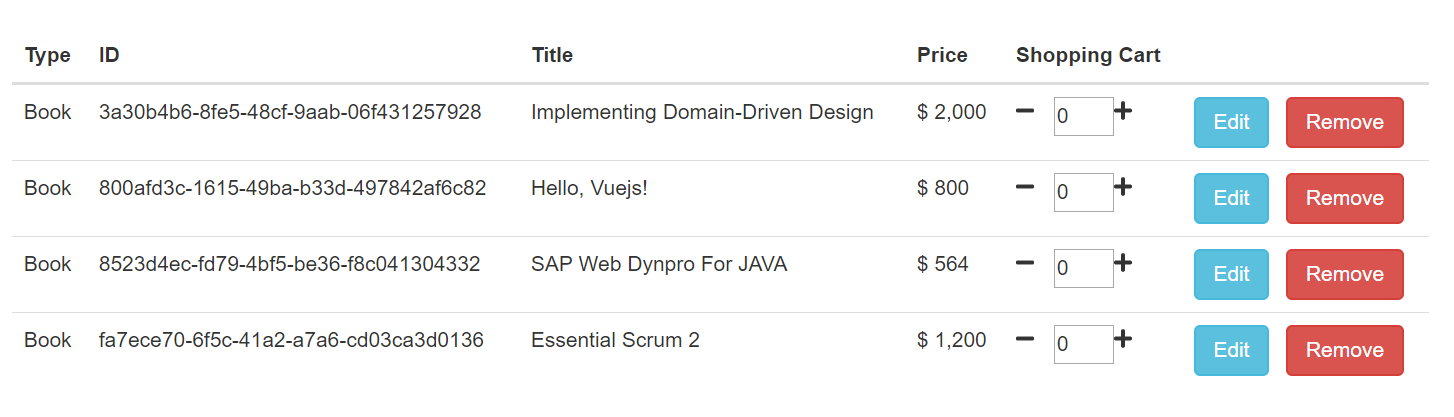 Type ID Title Price Shopping Cart
Book 3a30b4b6-8fe5-48cf-9aab-06f431257928 Implementing Domain-Driven Design $ 2,000 0 Edit Remove
Book 800afd3c-1615-49ba-b33d-497842af6c82 Hello, Vuejs! $ 800 0 Edit Remove
Book 8523d4ec-fd79-4bf5-be36-f8c041304332 SAP Web Dynpro For JAVA $ 564 0 Edit Remove
Book fa7ece70-6f5c-41a2-a7a6-cd03ca3d0136 Essential Scrum 2 $ 1,200 0 Edit Remove